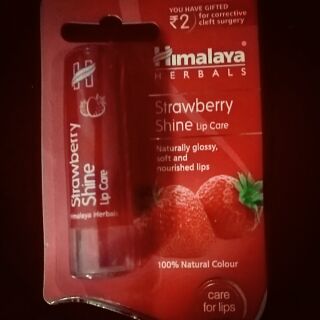 YOU HAVE GIFTED
₹2
for corrective
cleft surgery
Himalaya
HERBALS
Strawberry
Shine Lip Care
Naturally glossy,
soft and
nourished lips
100% Natural Colour
care
for lips
Strawberry
Shine
Lip Care
Himalaya Herbals